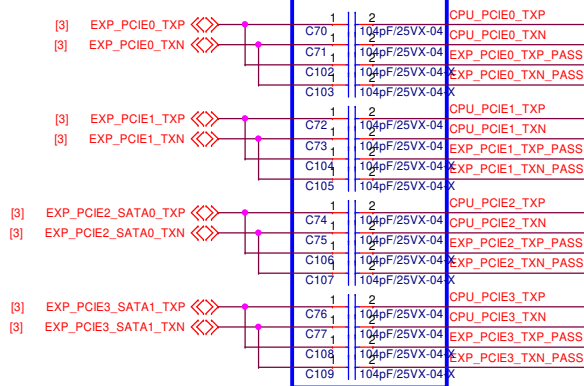 1 2 CPU_PCIE0_TXP
[3] EXP_PCIE0_TXP C70 104pF/25VX-04
1 2 CPU_PCIE0_TXN
[3] EXP_PCIE0_TXN C71 104pF/25VX-04
1 2 EXP_PCIE0_TXP_PASS
C102 104pF/25VX-04-X
1 2 EXP_PCIE0_TXN_PASS
C103 104pF/25VX-04-X
1 2 CPU_PCIE1_TXP
[3] EXP_PCIE1_TXP C72 104pF/25VX-04
1 2 CPU_PCIE1_TXN
[3] EXP_PCIE1_TXN C73 104pF/25VX-04
1 2 EXP_PCIE1_TXP_PASS
C104 104pF/25VX-04-X
1 2 EXP_PCIE1_TXN_PASS
C105 104pF/25VX-04-X
1 2 CPU_PCIE2_TXP
[3] EXP_PCIE2_SATA0_TXP C74 104pF/25VX-04
1 2 CPU_PCIE2_TXN
[3] EXP_PCIE2_SATA0_TXN C75 104pF/25VX-04
1 2 EXP_PCIE2_TXP_PASS
C106 104pF/25VX-04-X
1 2 EXP_PCIE2_TXN_PASS
C107 104pF/25VX-04-X
1 2 CPU_PCIE3_TXP
[3] EXP_PCIE3_SATA1_TXP C76 104pF/25VX-04
1 2 CPU_PCIE3_TXN
[3] EXP_PCIE3_SATA1_TXN C77 104pF/25VX-04
1 2 EXP_PCIE3_TXP_PASS
C108 104pF/25VX-04-X
1 2 EXP_PCIE3_TXN_PASS
C109 104pF/25VX-04-X